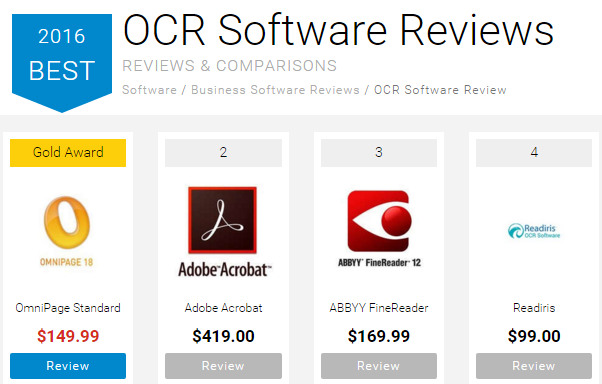 2016
BEST
OCR Software Reviews
REVIEWS & COMPARISONS
Software / Business Software Reviews / OCR Software Review
Gold Award
OMNIPAGE 18
OmniPage Standard
$149.99
Review
2
Adobe Acrobat
Adobe Acrobat
$419.00
Review
3
ABBYY FineReader 12
ABBYY FineReader
$169.99
Review
4
Readiris
OCR Software
Readiris
$99.00
Review